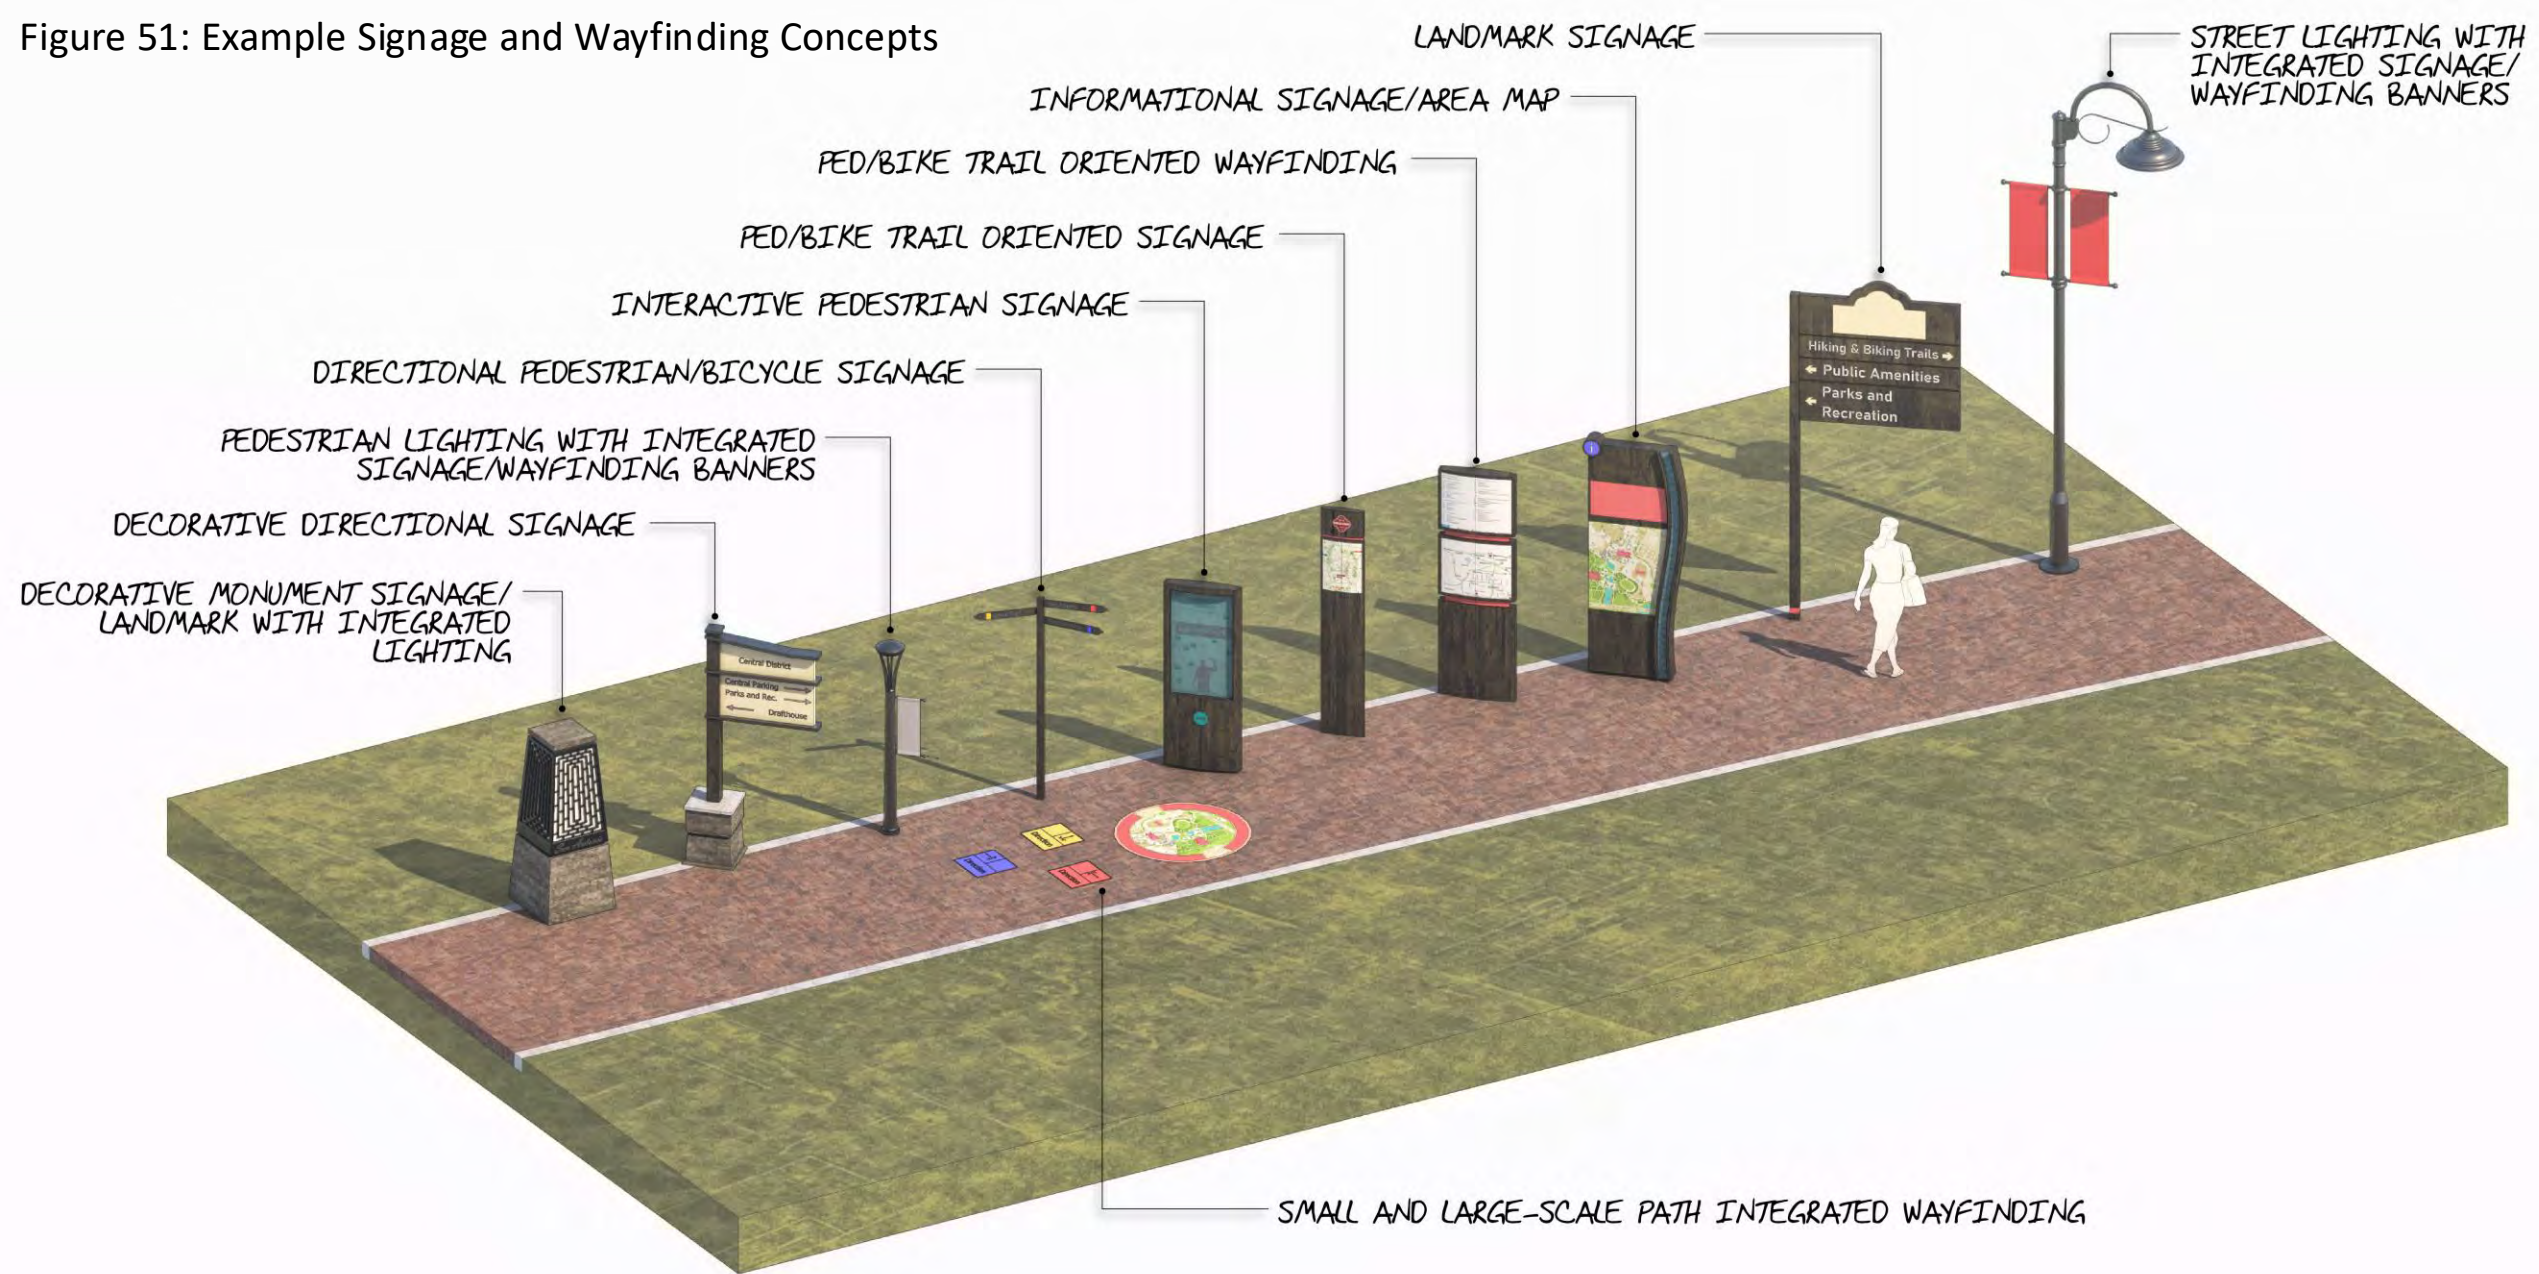 Figure 51: Example Signage and Wayfinding Concepts
LANDMARK SIGNAGE
STREET LIGHTING WITH
INTEGRATED SIGNAGE/
WAYFINDING BANNERS
INFORMATIONAL SIGNAGE/AREA MAP
PED/BIKE TRAIL ORIENTED WAYFINDING
PED/BIKE TRAIL ORIENTED SIGNAGE
INTERACTIVE PEDESTRIAN SIGNAGE
DIRECTIONAL PEDESTRIAN/BICYCLE SIGNAGE
PEDESTRIAN LIGHTING WITH INTEGRATED
SIGNAGE/WAYFINDING BANNERS
DECORATIVE DIRECTIONAL SIGNAGE
DECORATIVE MONUMENT SIGNAGE/
LANDMARK WITH INTEGRATED
LIGHTING
Hiking & Biking Trails
Public Amenities
Parks and
Recreation
i
Central District
Central Parking
Parks and Rec.
Drafthouse
Direction
Direction
Direction
SMALL AND LARGE-SCALE PATH INTEGRATED WAYFINDING